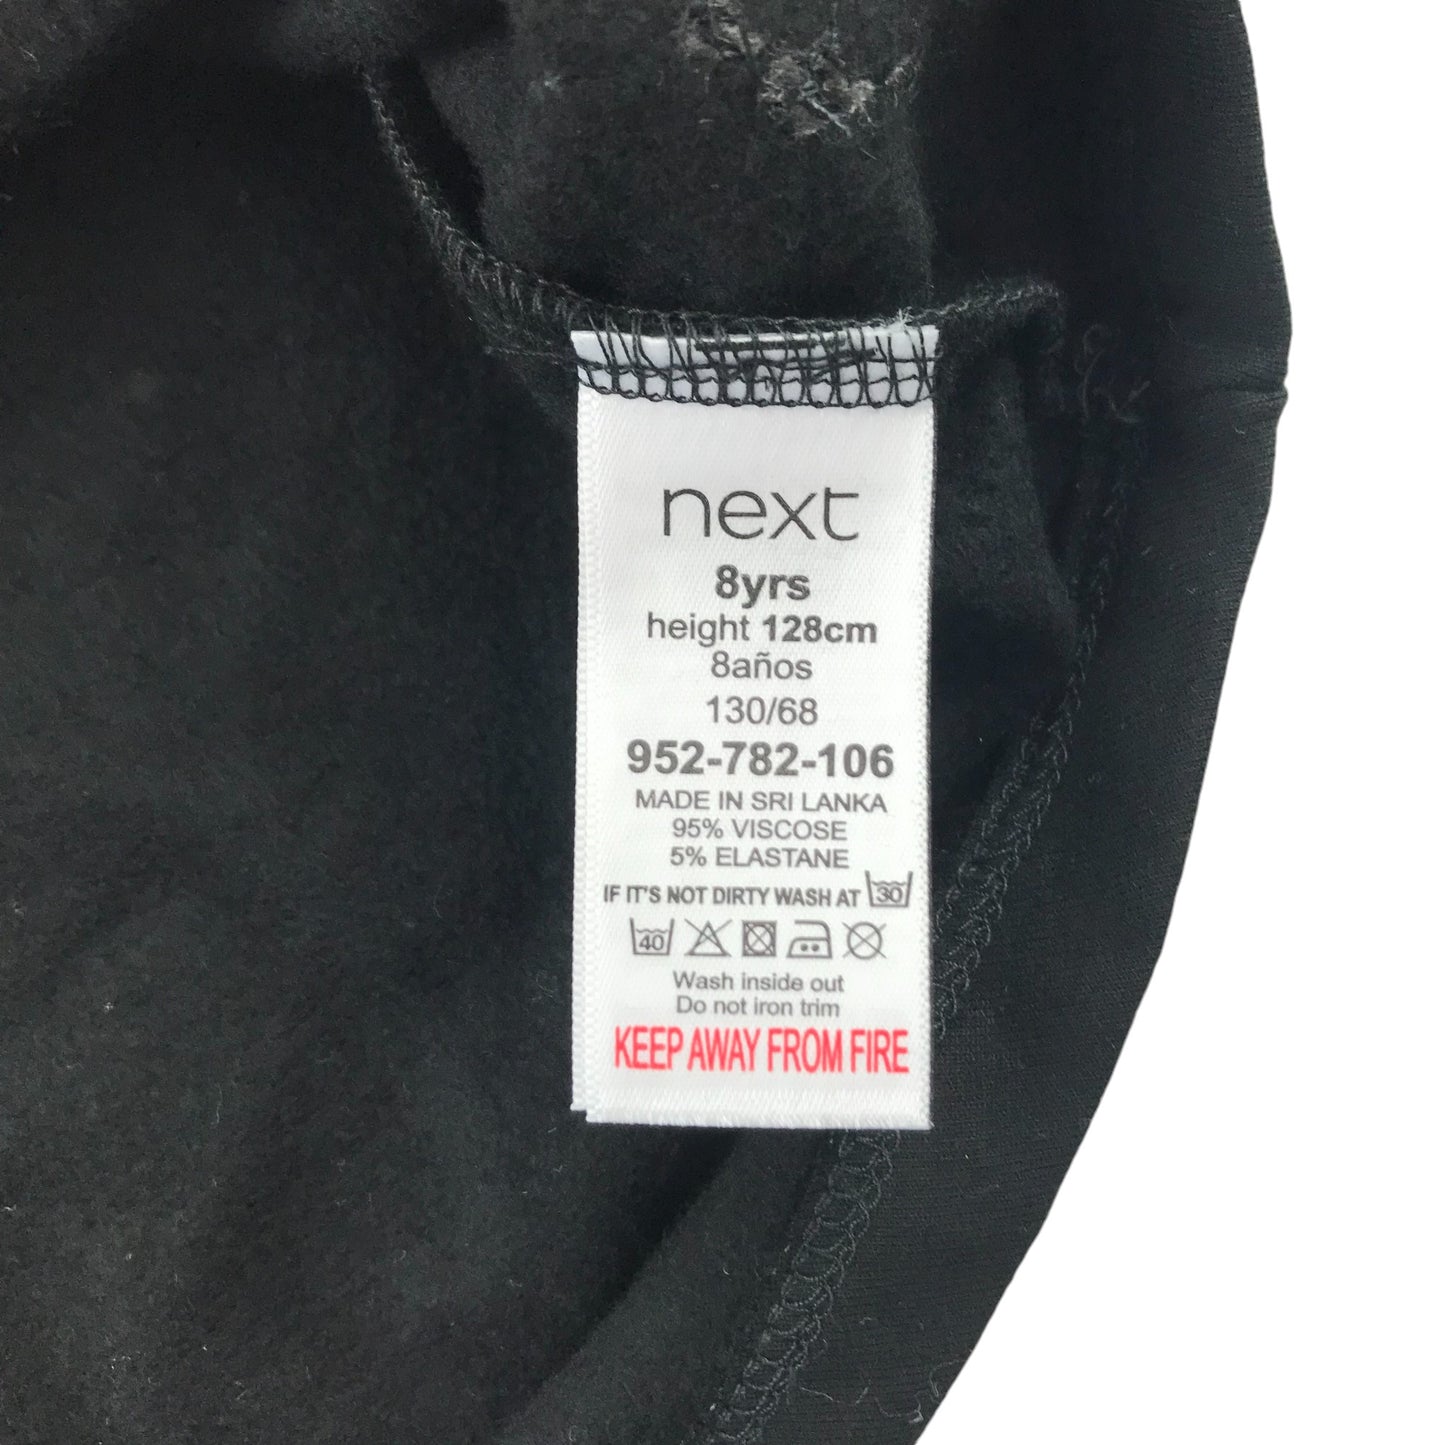 next
8yrs
height 128cm
8años
130/68
952-782-106
MADE IN SRI LANKA
95% VISCOSE
5% ELASTANE
IF IT'S NOT DIRTY WASH AT 30
40
Wash inside out
Do not iron trim
KEEP AWAY FROM FIRE